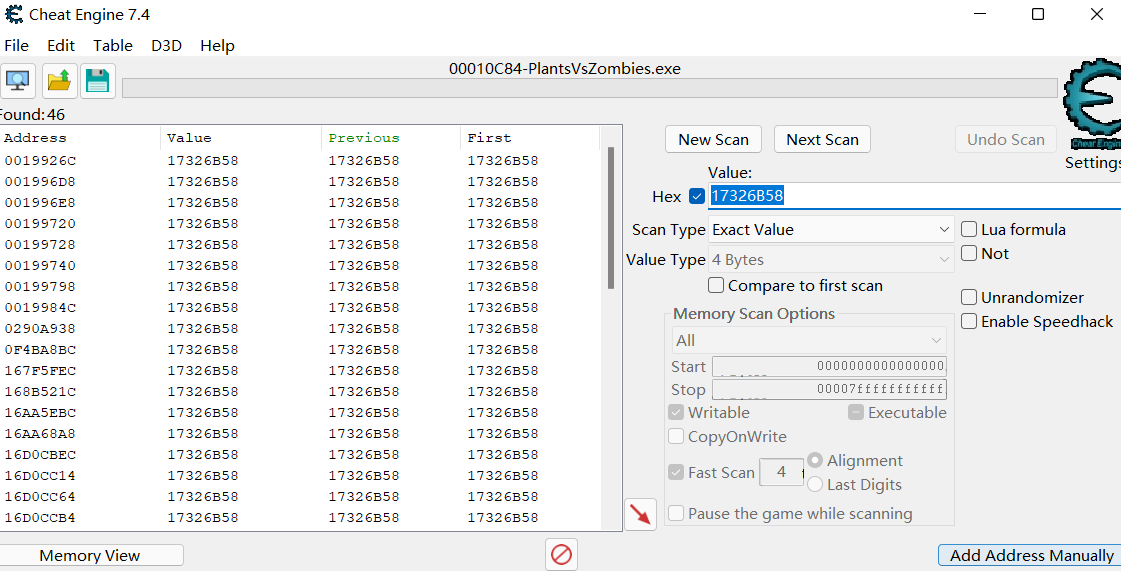 Cheat Engine 7.4
File Edit Table D3D Help
00010C84-PlantsVsZombies.exe
Found: 46
Address Value Previous First
0019926C 17326B58 17326B58 17326B58
001996D8 17326B58 17326B58 17326B58
001996E8 17326B58 17326B58 17326B58
00199720 17326B58 17326B58 17326B58
00199728 17326B58 17326B58 17326B58
00199740 17326B58 17326B58 17326B58
00199798 17326B58 17326B58 17326B58
0019984C 17326B58 17326B58 17326B58
0290A938 17326B58 17326B58 17326B58
0F4BA8BC 17326B58 17326B58 17326B58
167F5FEC 17326B58 17326B58 17326B58
168B521C 17326B58 17326B58 17326B58
16AA5EBC 17326B58 17326B58 17326B58
16AA68A8 17326B58 17326B58 17326B58
16D0CBEC 17326B58 17326B58 17326B58
16D0CC14 17326B58 17326B58 17326B58
16D0CC64 17326B58 17326B58 17326B58
16D0CCB4 17326B58 17326B58 17326B58
Memory View
New Scan Next Scan Undo Scan
Cheat Engine
Settings
Value:
Hex 17326B58
Scan Type Exact Value
Lua formula
Value Type 4 Bytes
Not
Compare to first scan
Unrandomizer
Enable Speedhack
Memory Scan Options
All
Start 0000000000000000
Stop 00007fffffffffff
Writable Executable
CopyOnWrite
Fast Scan 4
Alignment
Last Digits
Pause the game while scanning
Add Address Manually